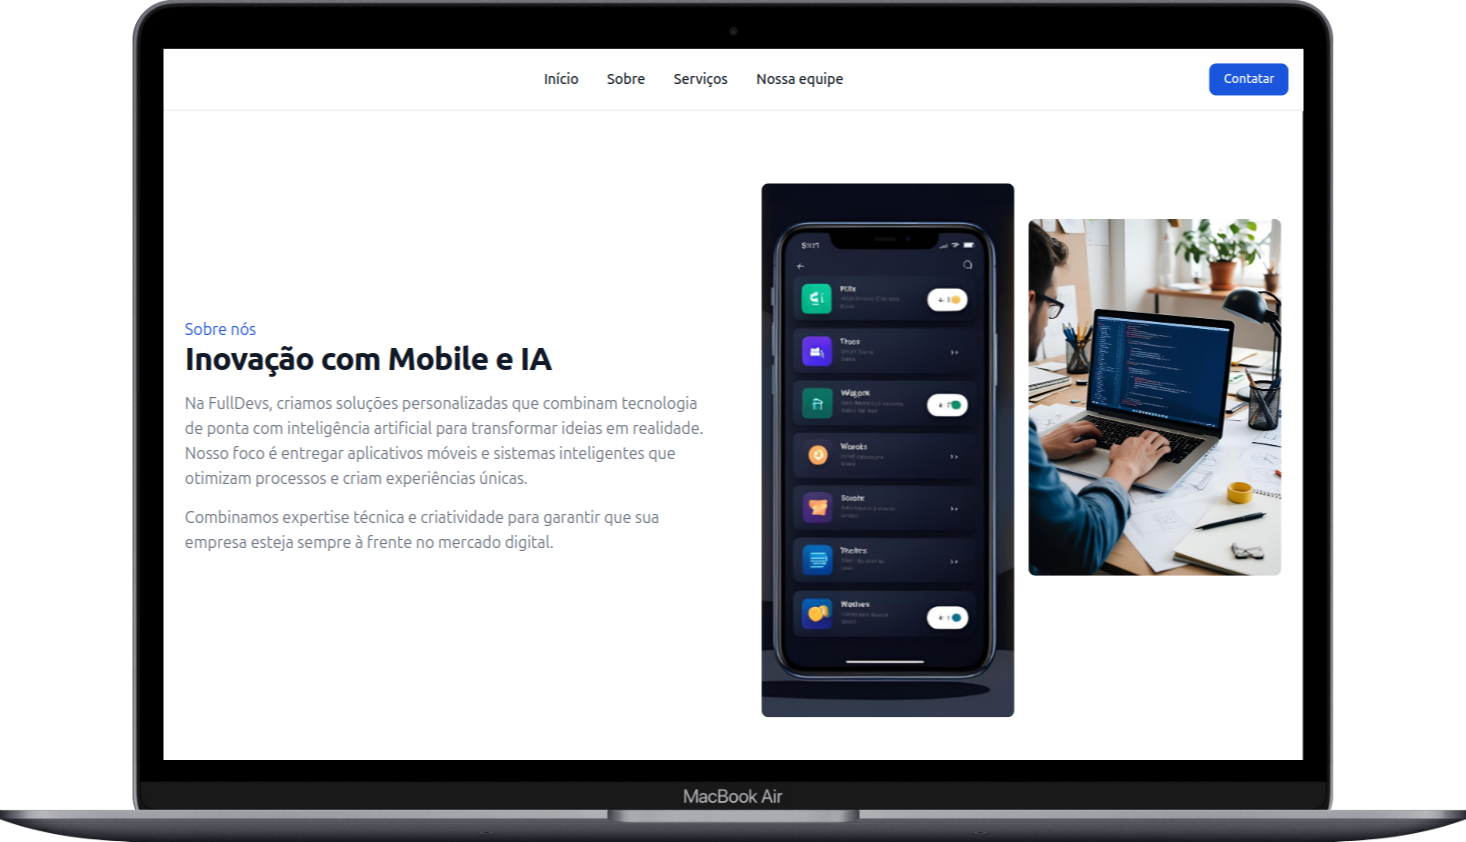 Início Sobre Serviços Nossa equipe Contatar
Sobre nós
Inovação com Mobile e IA
Na FullDevs, criamos soluções personalizadas que combinam tecnologia
de ponta com inteligência artificial para transformar ideias em realidade.
Nosso foco é entregar aplicativos móveis e sistemas inteligentes que
otimizam processos e criam experiências únicas.
Combinamos expertise técnica e criatividade para garantir que sua
empresa esteja sempre à frente no mercado digital.
MacBook Air